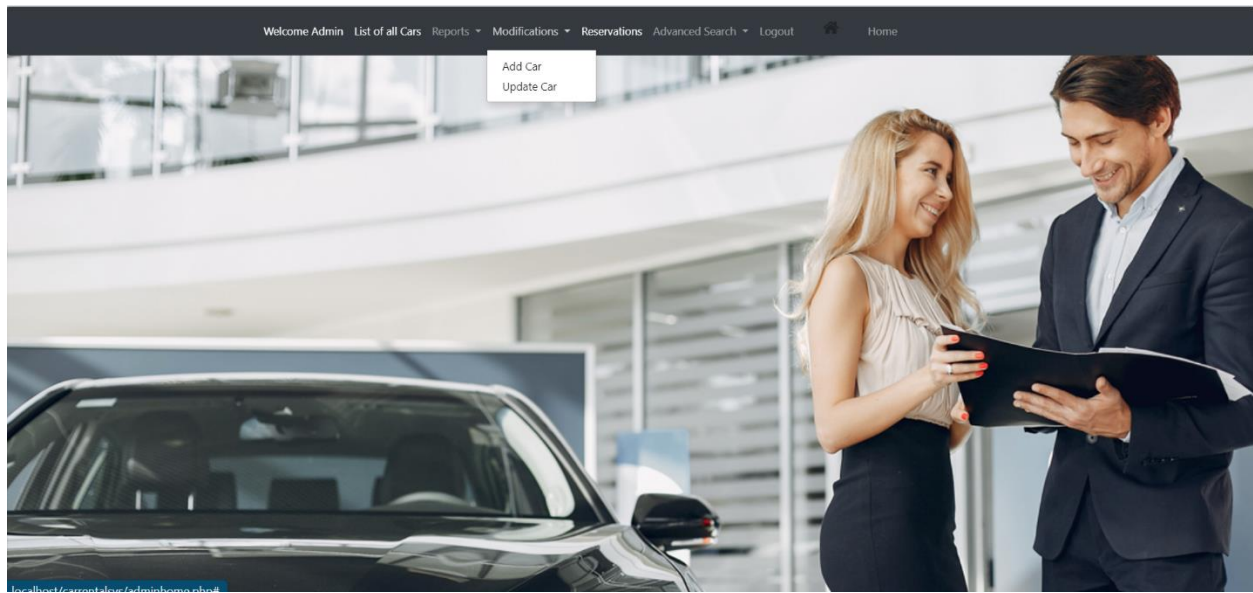 Welcome Admin List of all Cars Reports Modifications Reservations Advanced Search Logout Home
Add Car
Update Car
localhost/carrentalsys/adminhome.php#